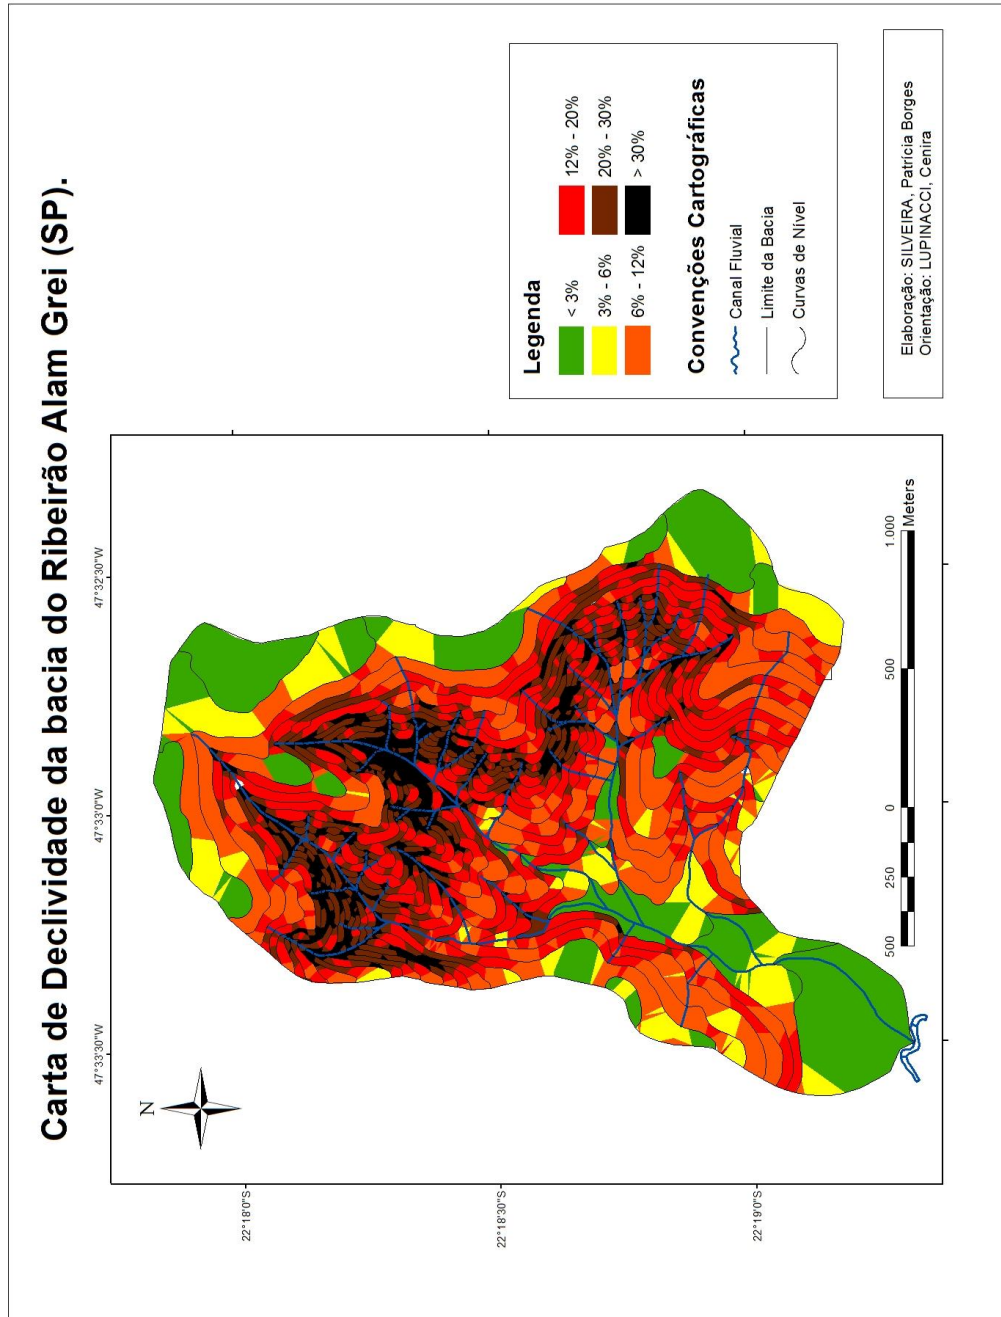 Carta de Declividade da bacia do Ribeirão Alam Grei (SP).
N
47°33'30"W
47°33'0"W
47°32'30"W
22°18'0"S
22°18'30"S
22°19'0"S
500
250
0
500
1.000
Meters
Legenda
< 3%
12% - 20%
3% - 6%
20% - 30%
6% - 12%
> 30%
Convenções Cartográficas
Canal Fluvial
Limite da Bacia
Curvas de Nível
Elaboração: SILVEIRA, Patrícia Borges
Orientação: LUPINACCI, Cenira